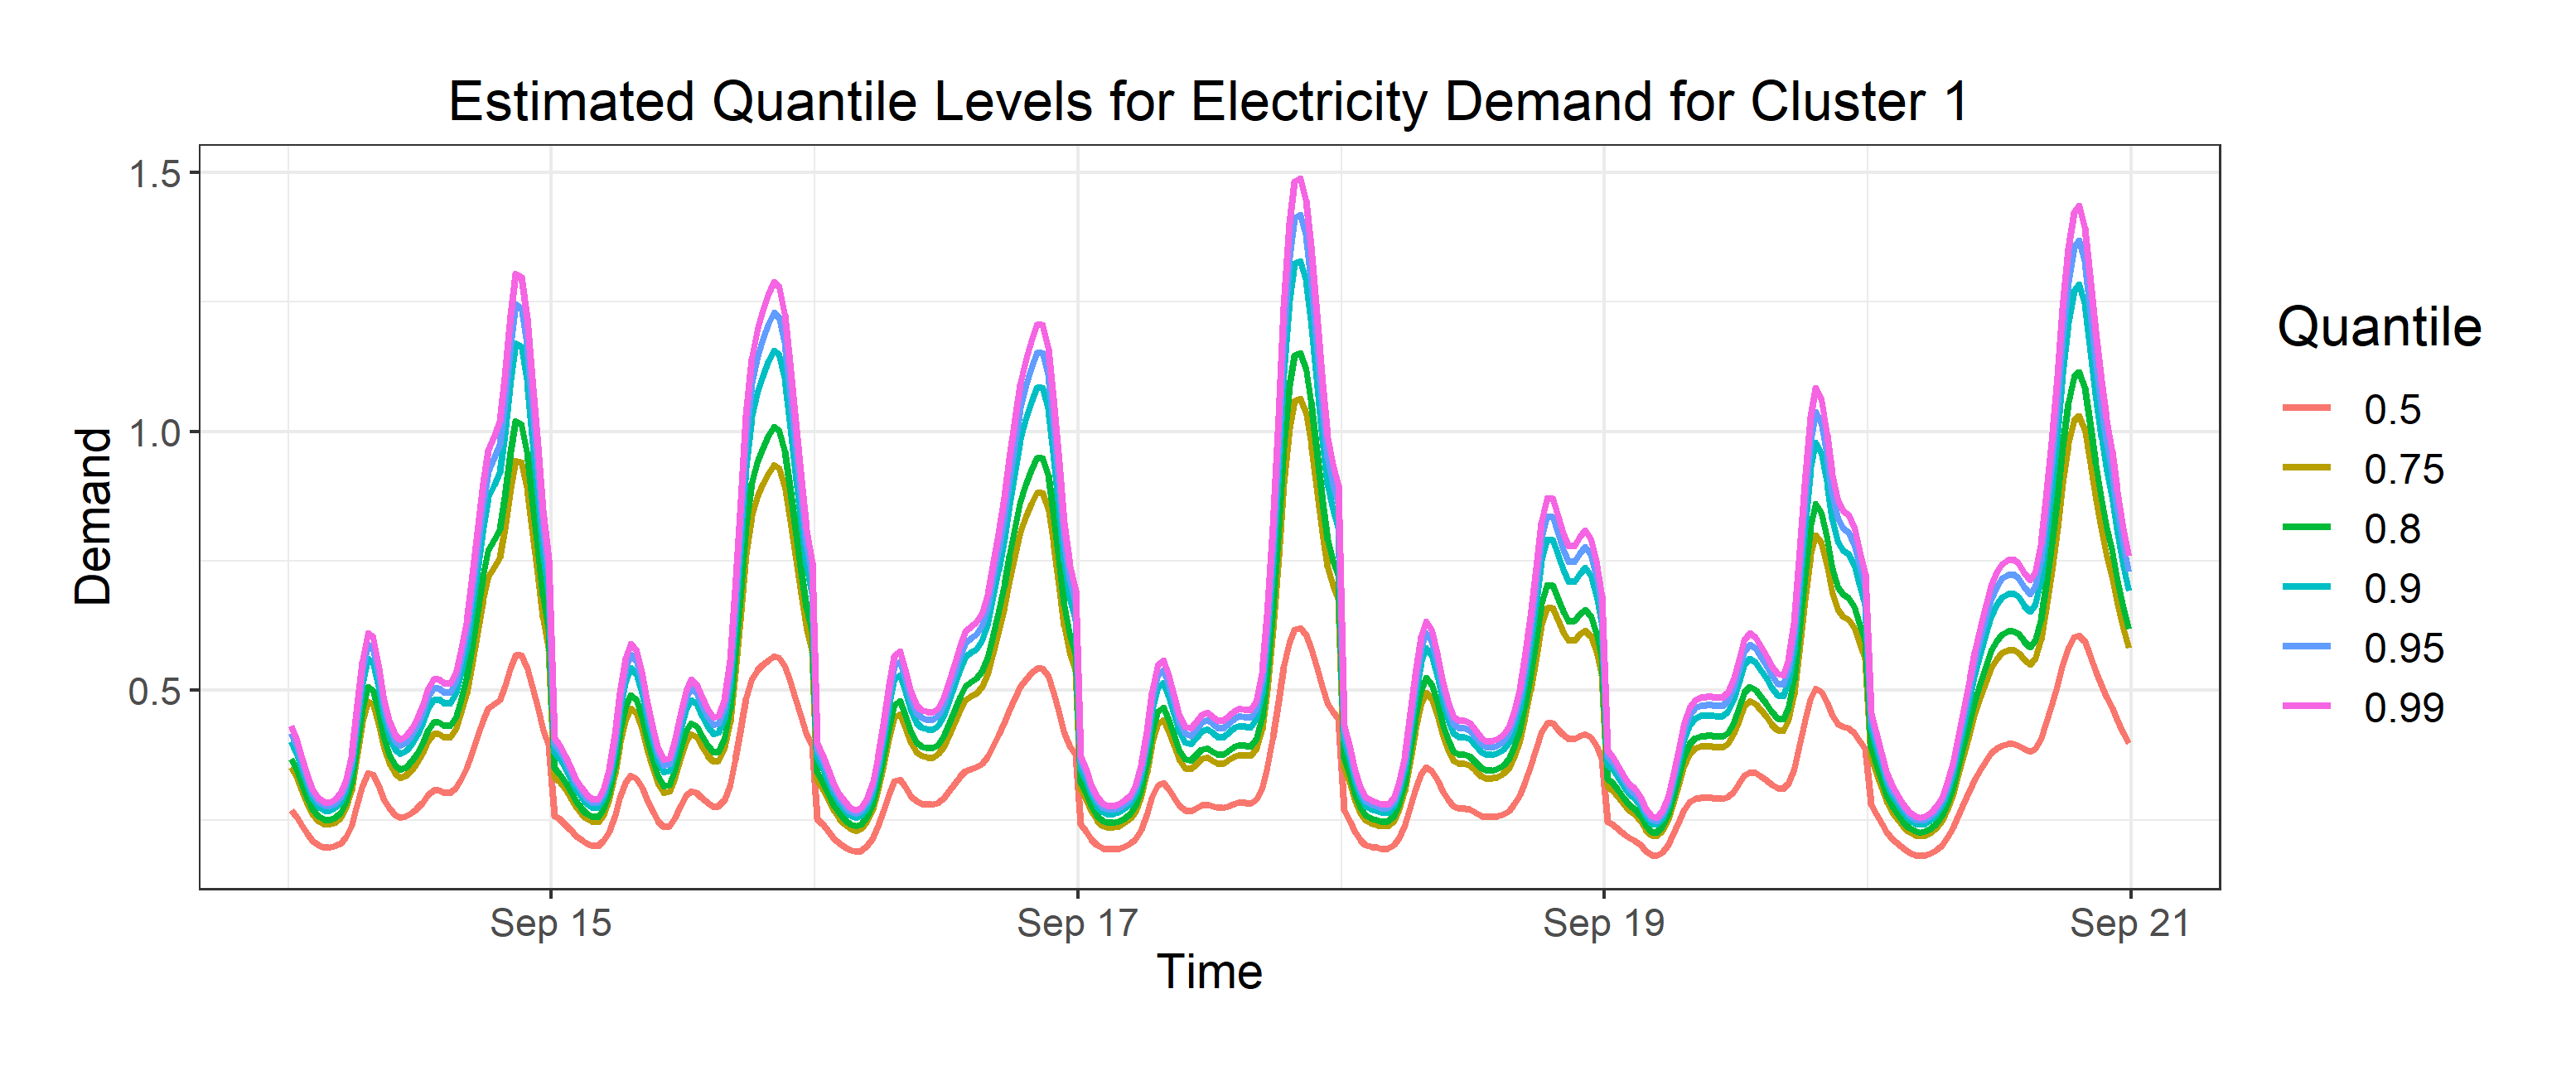 Estimated Quantile Levels for Electricity Demand for Cluster 1
1.5
1.0
0.5
Demand
Sep 15
Sep 17
Sep 19
Sep 21
Time
Quantile
0.5
0.75
0.8
0.9
0.95
0.99